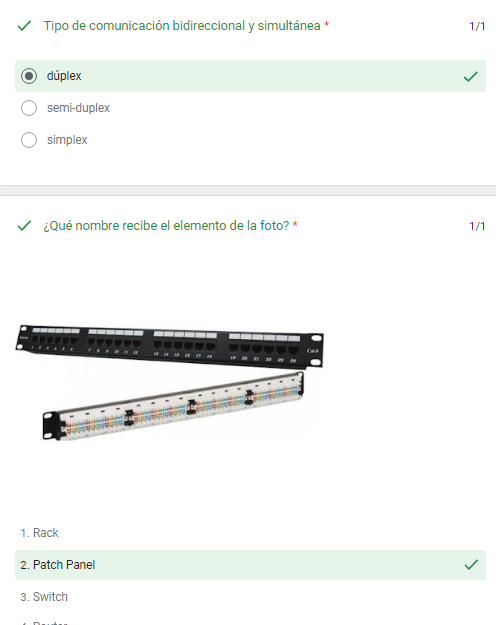 Tipo de comunicación bidireccional y simultánea * 1/1
dúplex
semi-duplex
simplex
¿Qué nombre recibe el elemento de la foto? * 1/1
1. Rack
2. Patch Panel
3. Switch